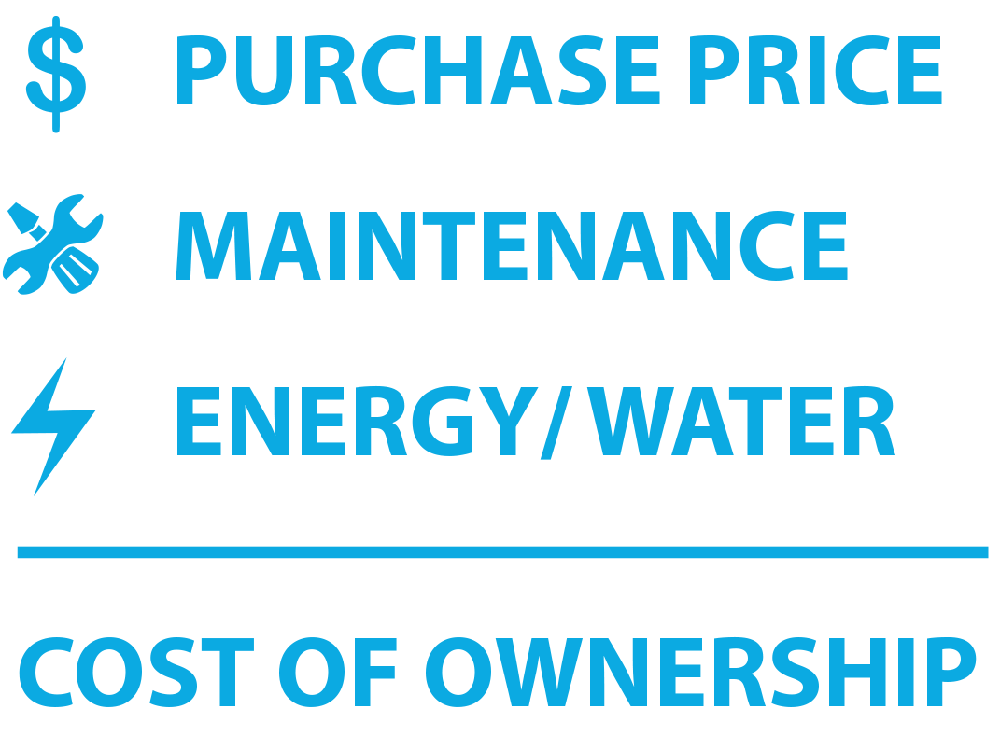 $ PURCHASE PRICE
MAINTENANCE
ENERGY/ WATER
COST OF OWNERSHIP